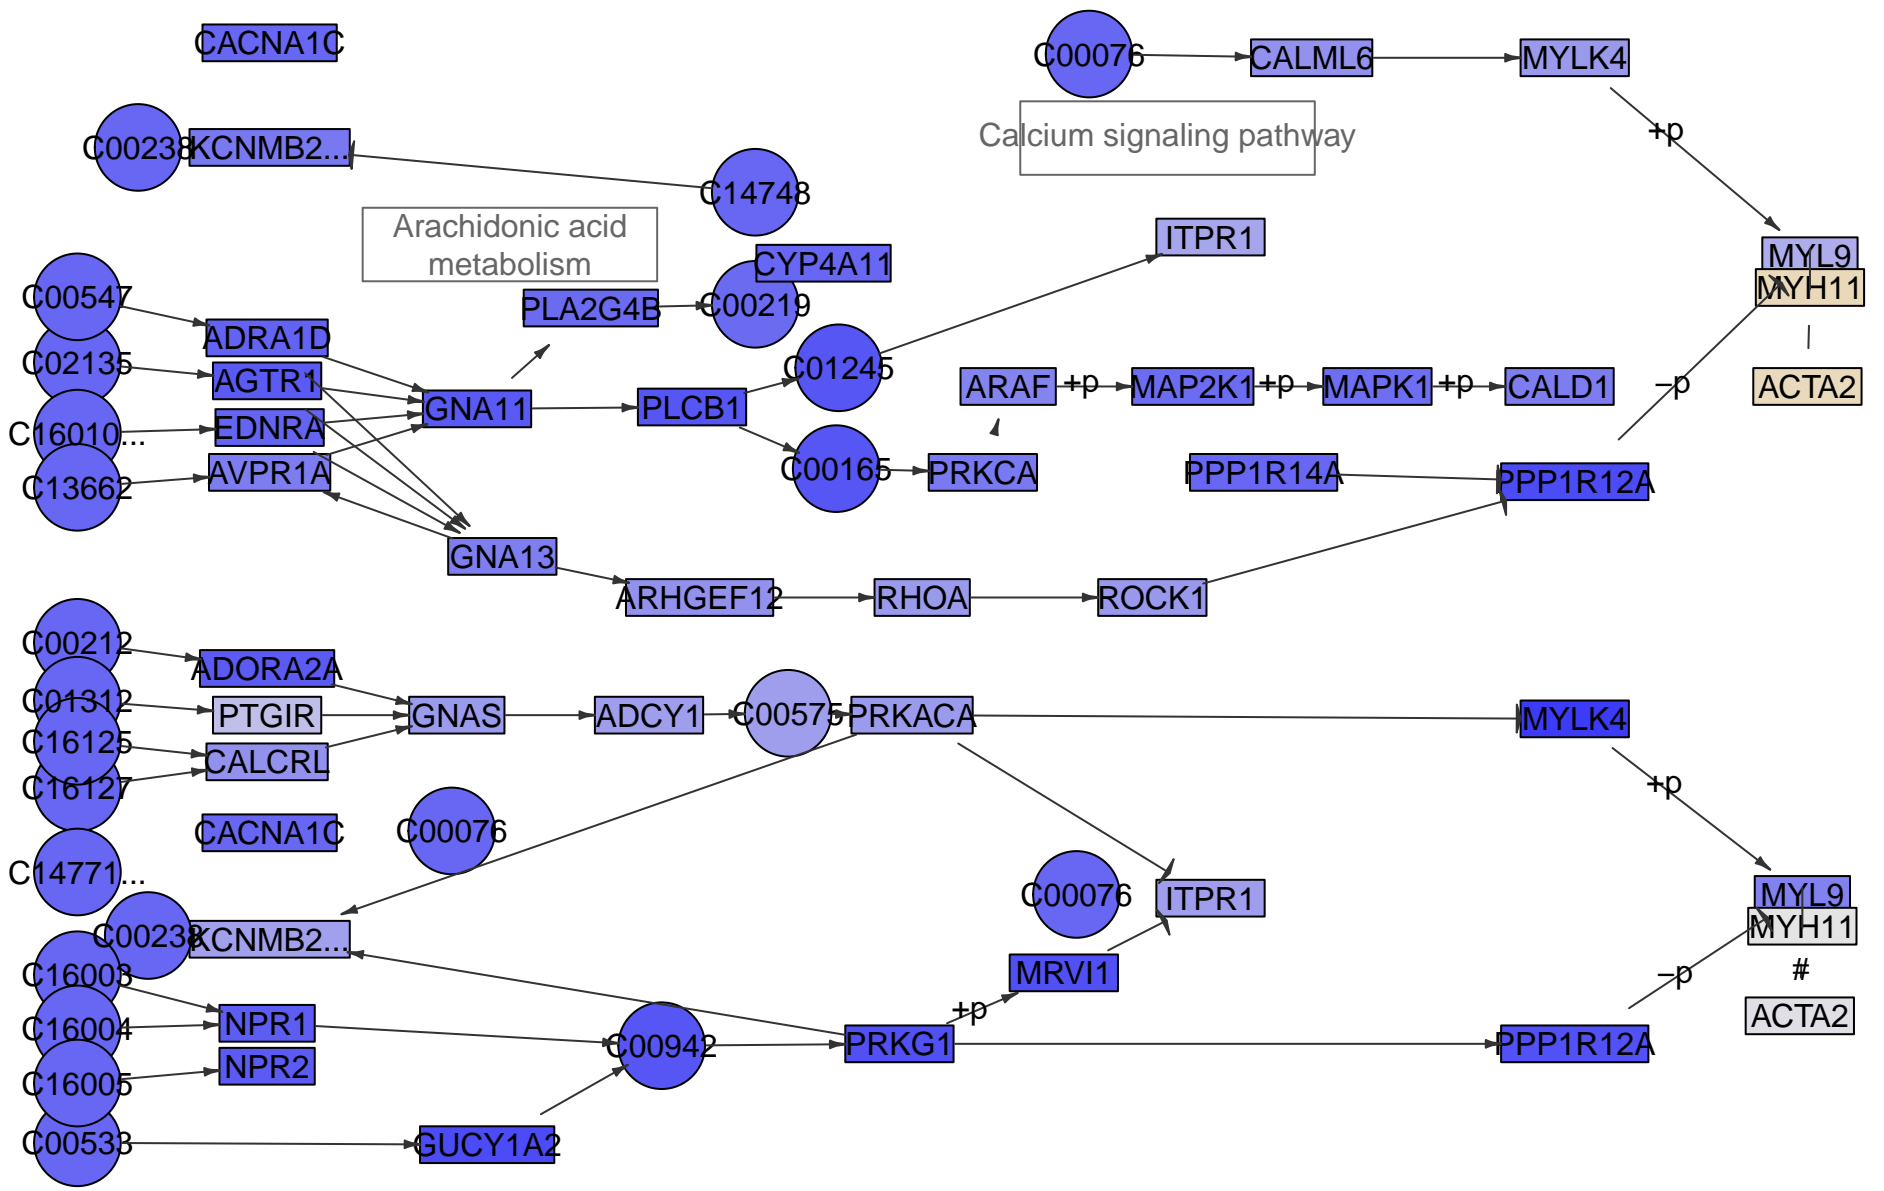 CACNA1C
C00076
CALML6
MYLK4
+p
C00238
KCNMB2...
Calcium signaling pathway
C14748
Arachidonic acid
metabolism
ITPR1
MYL9
MYH11
CYP4A11
C00547
PLA2G4B
C00219
ADRA1D
C02135
AGTR1
C01245
ARAF
+p
MAP2K1
+p
MAPK1
+p
CALD1
–p
ACTA2
GNA11
PLCB1
C16010...
EDNRA
C13662
AVPR1A
C00165
PRKCA
PPP1R14A
PPP1R12A
GNA13
ARHGEF12
RHOA
ROCK1
C00212
ADORA2A
C01312
PTGIR
GNAS
ADCY1
C00575
PRKACA
MYLK4
C16125
CALCRL
C16127
+p
CACNA1C
C00076
C14771...
C00076
ITPR1
MYL9
MYH11
C00238
KCNMB2...
C16003
MRVI1
–p
#
+p
ACTA2
C16004
NPR1
C00942
PRKG1
PPP1R12A
NPR2
C16005
C00533
GUCY1A2